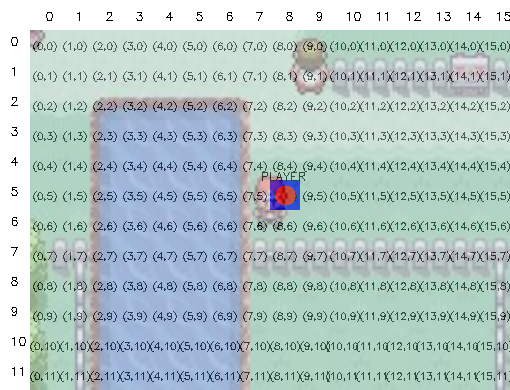 0 1 2 3 4 5 6 7 8 9 10 11 12 13 14 15
0 (0,0) (1,0) (2,0) (3,0) (4,0) (5,0) (6,0) (7,0) (8,0) (9,0) (10,0) (11,0) (12,0) (13,0) (14,0) (15,0)
1 (0,1) (1,1) (2,1) (3,1) (4,1) (5,1) (6,1) (7,1) (8,1) (9,1) (10,1) (11,1) (12,1) (13,1) (14,1) (15,1)
2 (0,2) (1,2) (2,2) (3,2) (4,2) (5,2) (6,2) (7,2) (8,2) (9,2) (10,2) (11,2) (12,2) (13,2) (14,2) (15,2)
3 (0,3) (1,3) (2,3) (3,3) (4,3) (5,3) (6,3) (7,3) (8,3) (9,3) (10,3) (11,3) (12,3) (13,3) (14,3) (15,3)
4 (0,4) (1,4) (2,4) (3,4) (4,4) (5,4) (6,4) (7,4) (8,4) (9,4) (10,4) (11,4) (12,4) (13,4) (14,4) (15,4)
PLAYER
5 (0,5) (1,5) (2,5) (3,5) (4,5) (5,5) (6,5) (7,5) (9,5) (10,5) (11,5) (12,5) (13,5) (14,5) (15,5)
6 (0,6) (1,6) (2,6) (3,6) (4,6) (5,6) (6,6) (7,6) (8,6) (9,6) (10,6) (11,6) (12,6) (13,6) (14,6) (15,6)
7 (0,7) (1,7) (2,7) (3,7) (4,7) (5,7) (6,7) (7,7) (8,7) (9,7) (10,7) (11,7) (12,7) (13,7) (14,7) (15,7)
8 (0,8) (1,8) (2,8) (3,8) (4,8) (5,8) (6,8) (7,8) (8,8) (9,8) (10,8) (11,8) (12,8) (13,8) (14,8) (15,8)
9 (0,9) (1,9) (2,9) (3,9) (4,9) (5,9) (6,9) (7,9) (8,9) (9,9) (10,9) (11,9) (12,9) (13,9) (14,9) (15,9)
10 (0,10) (1,10) (2,10) (3,10) (4,10) (5,10) (6,10) (7,10) (8,10) (9,10) (10,10) (11,10) (12,10) (13,10) (14,10) (15,10)
11 (0,11) (1,11) (2,11) (3,11) (4,11) (5,11) (6,11) (7,11) (8,11) (9,11) (10,11) (11,11) (12,11) (13,11) (14,11) (15,11)